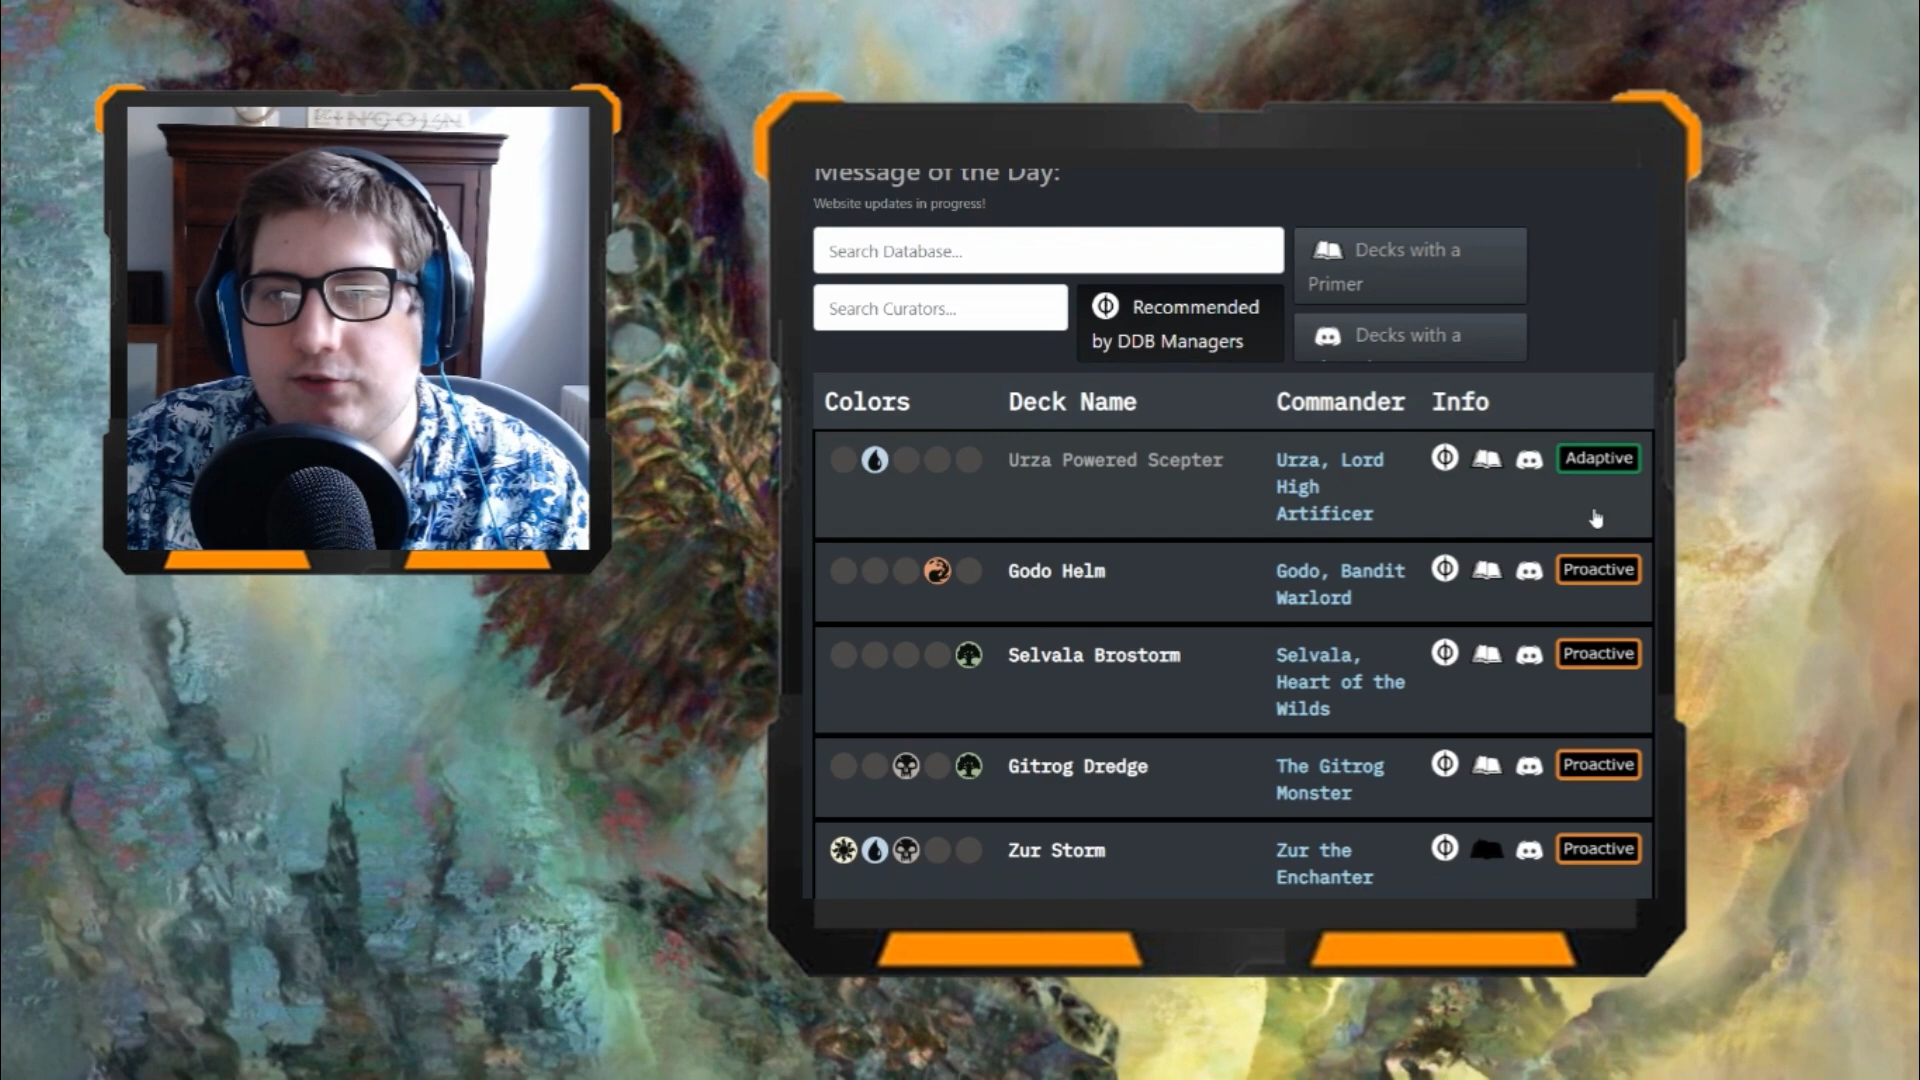 LINCOLN
Message of the Day:
Website updates in progress!
Search Database...
Decks with a
Primer
Search Curators...
Recommended
by DDB Managers
Decks with a
Colors Deck Name Commander Info
Urza Powered Scepter Urza, Lord Adaptive
High
Artificer
Godo Helm Godo, Bandit Proactive
Warlord
Selvala Brostorm Selvala, Proactive
Heart of the
Wilds
Gitrog Dredge The Gitrog Proactive
Monster
Zur Storm Zur the Proactive
Enchanter